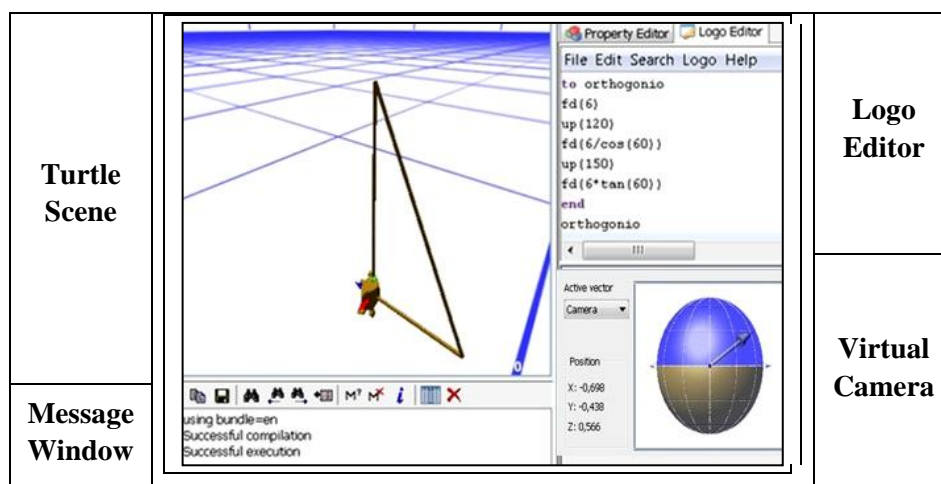 Turtle
Scene
Message
Window
Property Editor Logo Editor
File Edit Search Logo Help
to orthogonio
fd(6)
up(120)
fd(6/cos(60))
up(150)
fd(6*tan(60))
end
orthogonio
Active vector
Camera
Position
X: -0,698
Y: -0,438
Z: 0,566
0
M? M i
using bundle=en
Successful compilation
Successful execution
Logo
Editor
Virtual
Camera